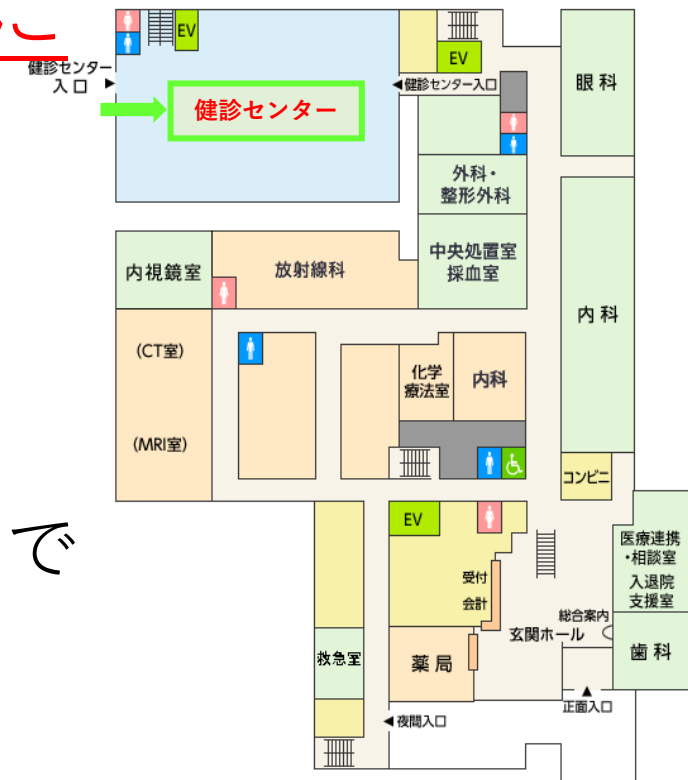 EV
EV
健診センター
入口
健診センター入口
健診センター
眼科
外科・
整形外科
中央処置室
採血室
内視鏡室
放射線科
内科
(CT室)
化学
療法室
内科
(MRI室)
コンビニ
EV
で
医療連携
・相談室
入退院
支援室
受付
会計
総合案内
玄関ホール
救急室
薬局
歯科
正面入口
夜間入口